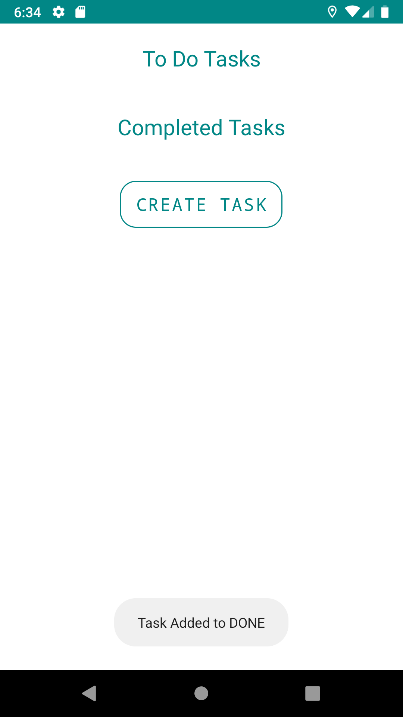 6:34
To Do Tasks
Completed Tasks
CREATE TASK
Task Added to DONE